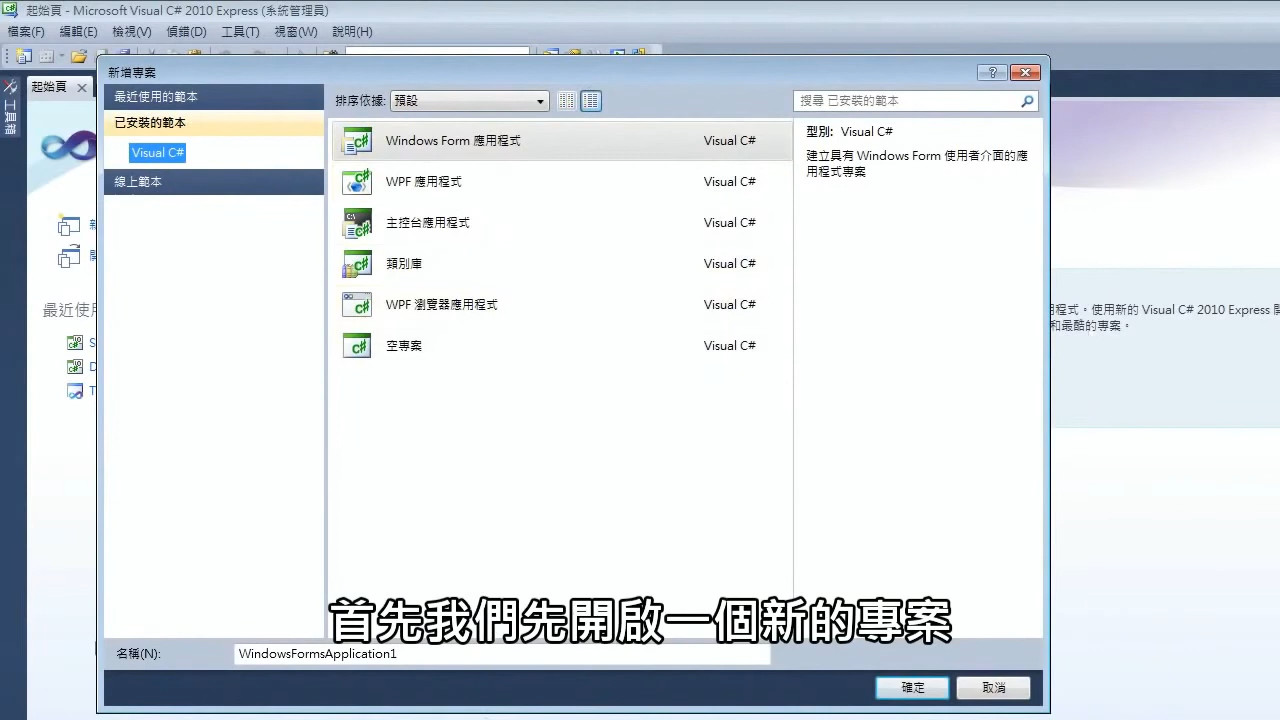 起始頁 - Microsoft Visual C# 2010 Express (系統管理員)
檔案(F) 編輯(E) 檢視(V) 偵錯(D) 工具(T) 視窗(W) 說明(H)
起始頁
工具箱
新增專案
最近使用的範本
已安裝的範本
Visual C#
線上範本
排序依據: 預設
搜尋 已安裝的範本
Windows Form 應用程式 Visual C#
WPF 應用程式 Visual C#
主控台應用程式 Visual C#
類別庫 Visual C#
WPF 瀏覽器應用程式 Visual C#
空專案 Visual C#
型別: Visual C#
建立具有 Windows Form 使用者介面的應
用程式專案
最近使用
S
D
T
用程式。使用新的 Visual C# 2010 Express 開
和最酷的專案。
首先我們先開啟一個新的專案
名稱(N): WindowsFormsApplication1
確定 取消